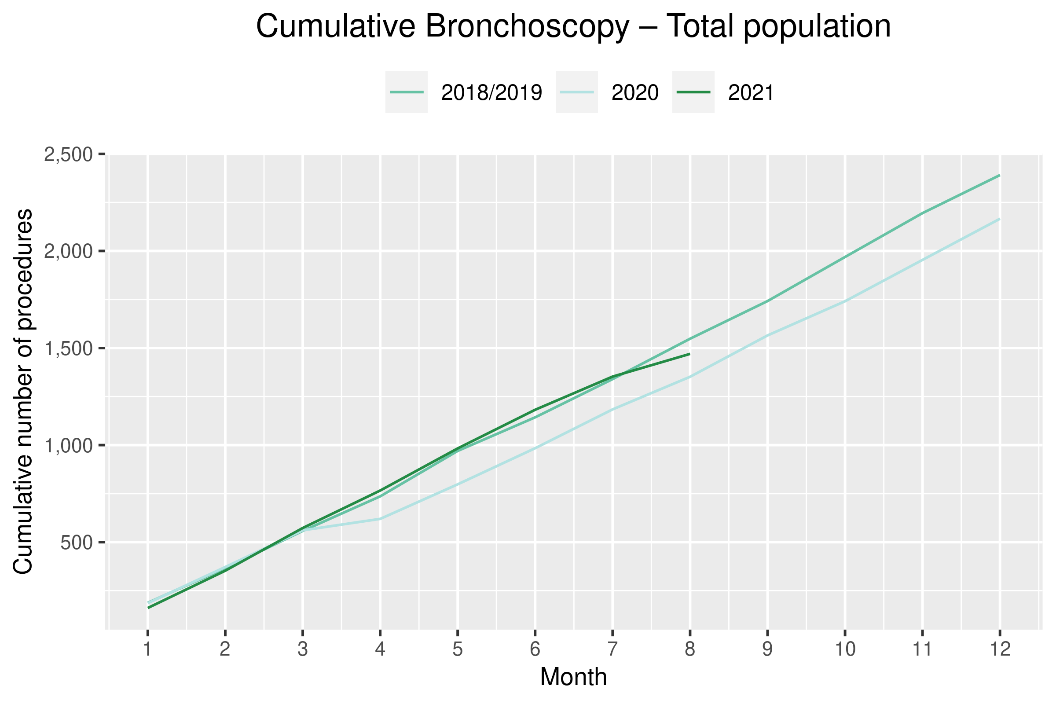 Cumulative Bronchoscopy – Total population
2018/2019 2020 2021
Cumulative number of procedures
2,500
2,000
1,500
1,000
500
1 2 3 4 5 6 7 8 9 10 11 12
Month